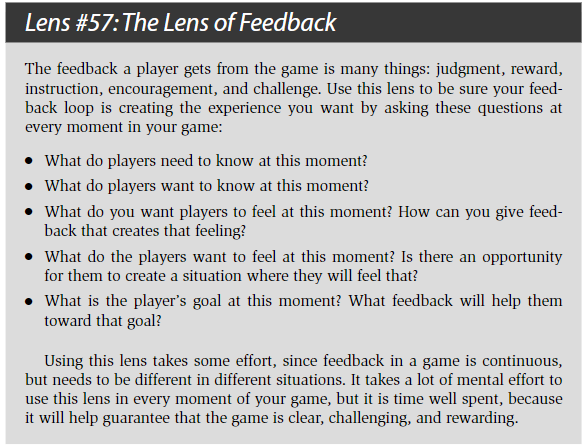 Lens #57: The Lens of Feedback
The feedback a player gets from the game is many things: judgment, reward,
instruction, encouragement, and challenge. Use this lens to be sure your feed-
back loop is creating the experience you want by asking these questions at
every moment in your game:
● What do players need to know at this moment?
● What do players want to know at this moment?
● What do you want players to feel at this moment? How can you give feed-
back that creates that feeling?
● What do the players want to feel at this moment? Is there an opportunity
for them to create a situation where they will feel that?
● What is the player's goal at this moment? What feedback will help them
toward that goal?
Using this lens takes some effort, since feedback in a game is continuous,
but needs to be different in different situations. It takes a lot of mental effort to
use this lens in every moment of your game, but it is time well spent, because
it will help guarantee that the game is clear, challenging, and rewarding.